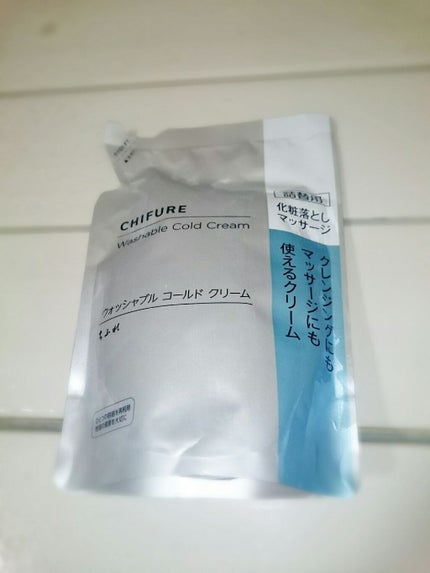 CHIFURE
Washable Cold Cream
ウォッシャブル コールド クリーム
ちふれ
詰替用
化粧落とし
マッサージ
クレンジングにも
マッサージにも
使えるクリーム